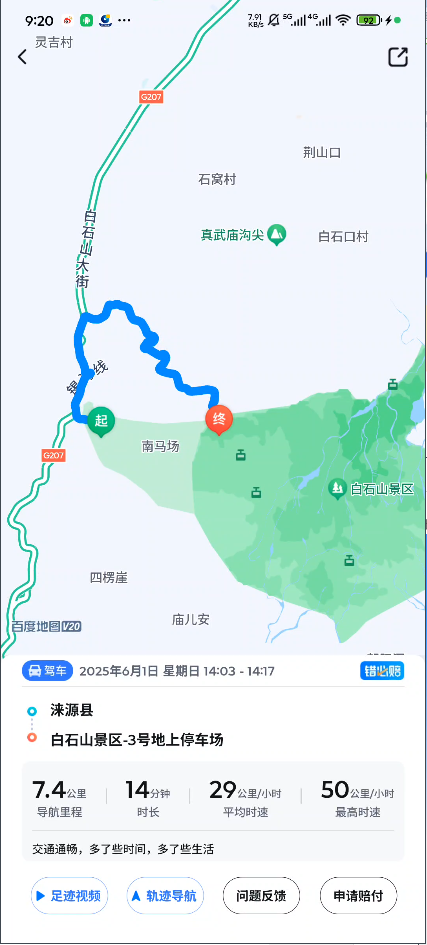 9:20
7.91 KB/s 5G 4G 92
灵吉村
G207
荆山口
石窝村
真武庙沟尖
白石口村
白石山大街
线
起
终
G207
南马场
白石山景区
四楞崖
庙儿安
百度地图V20
驾车 2025年6月1日 星期日 14:03 - 14:17 错必赔
涞源县
白石山景区-3号地上停车场
7.4公里 14分钟 29公里/小时 50公里/小时
导航里程 时长 平均时速 最高时速
交通通畅，多了些时间，多了些生活
足迹视频 轨迹导航 问题反馈 申请赔付